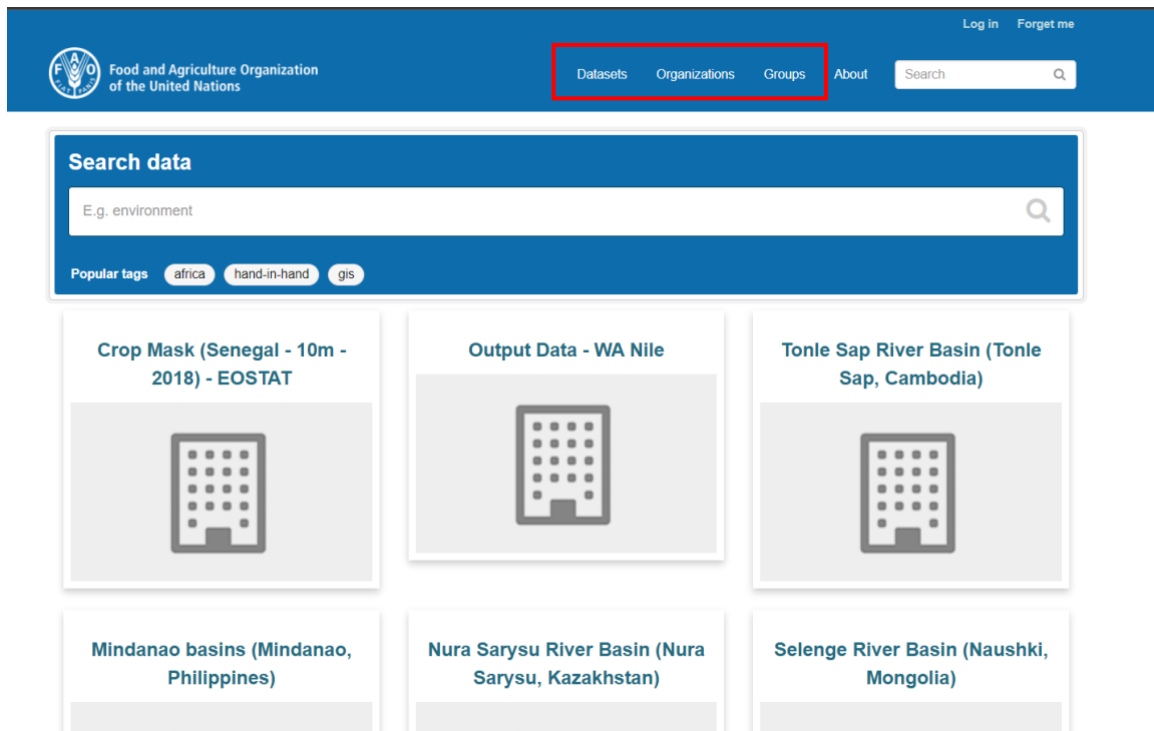 Log in Forget me
Food and Agriculture Organization
of the United Nations
Datasets Organizations Groups About Search
Search data
E.g. environment
Popular tags africa hand-in-hand gis
Crop Mask (Senegal - 10m -
2018) - EOSTAT
Output Data - WA Nile
Tonle Sap River Basin (Tonle
Sap, Cambodia)
Mindanao basins (Mindanao,
Philippines)
Nura Sarysu River Basin (Nura
Sarysu, Kazakhstan)
Selenge River Basin (Naushki,
Mongolia)